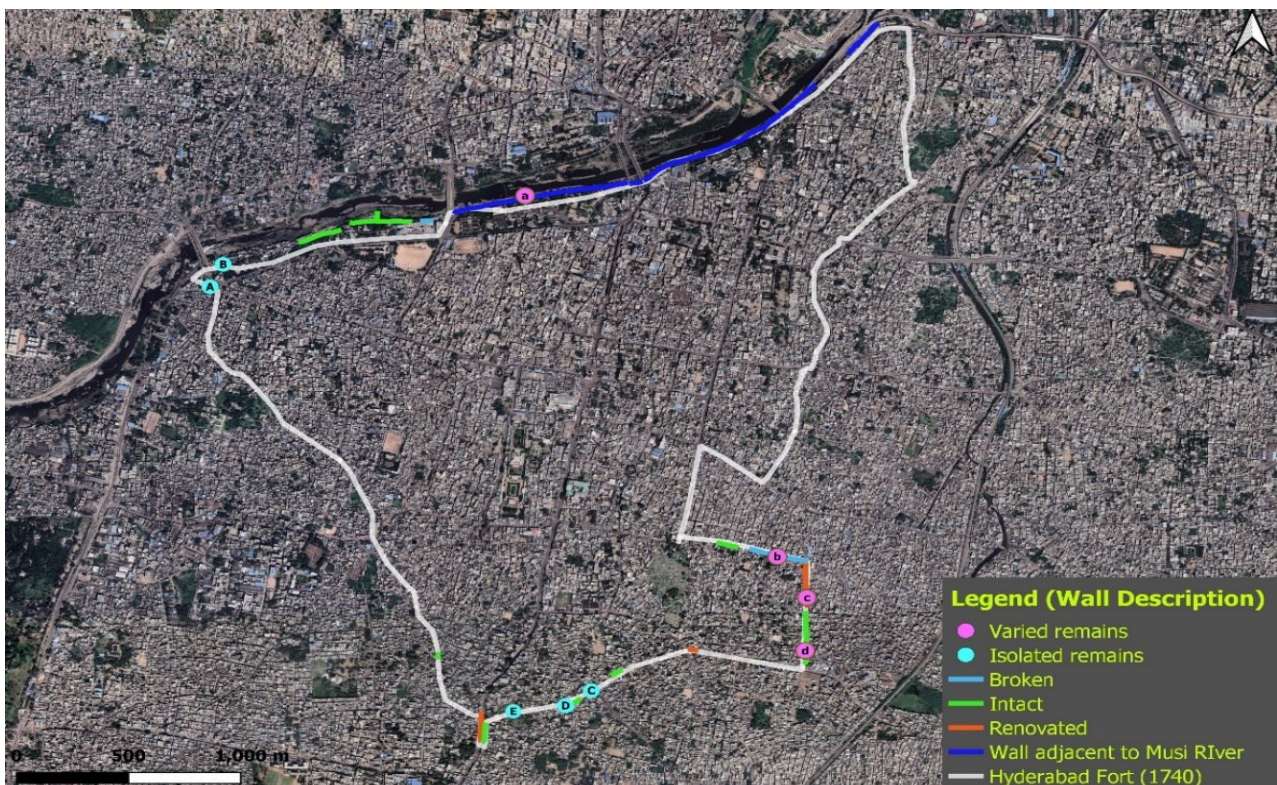 a
B
A
b
c
d
C
D
E
0 500 1,000 m
Legend (Wall Description)
Varied remains
Isolated remains
Broken
Intact
Renovated
Wall adjacent to Musi RIver
Hyderabad Fort (1740)